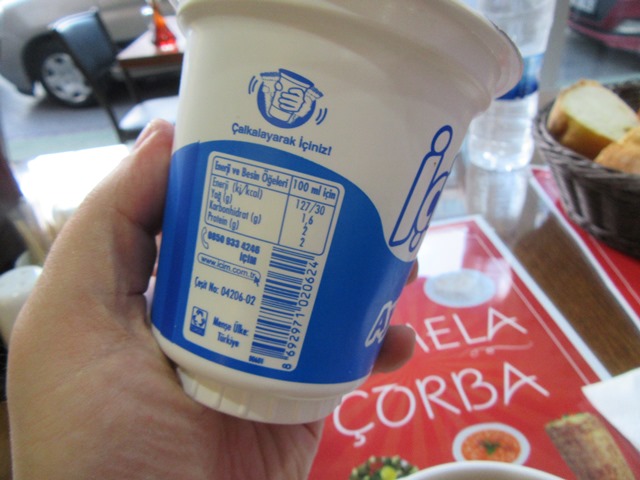 Çalkalayarak İçiniz!
Enerji ve Besin Öğeleri 100 ml için
Enerji (kj/kcal) 127/30
Yağ (g) 1,6
Karbonhidrat (g) 2
Protein (g) 2
0850 933 4246
İÇİM
www.icim.com.tr
Çeşit No: 04206-02
Menşe Ülke:
Türkiye
8 692971 020624
ÇORBA